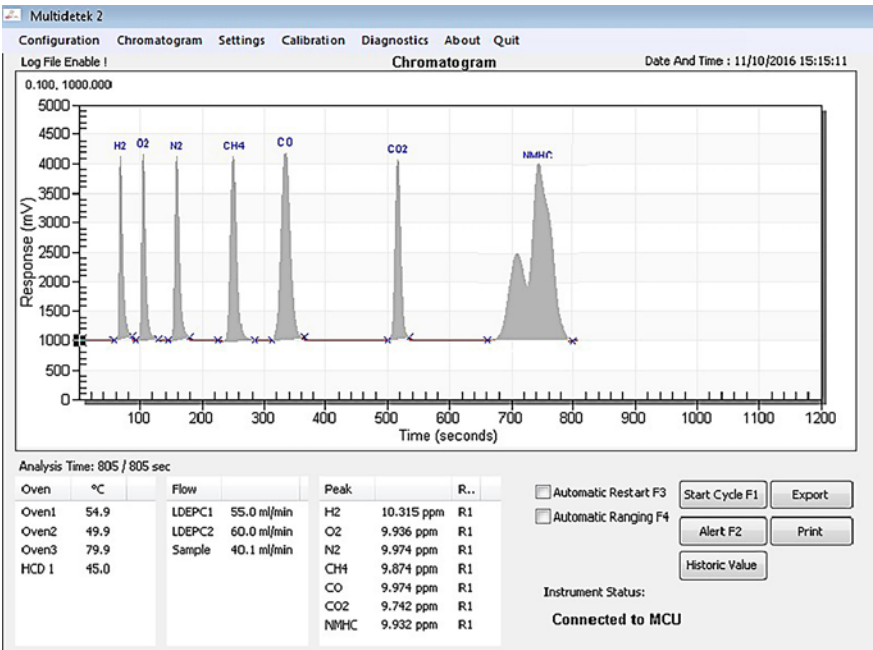 Multidetek 2
Configuration Chromatogram Settings Calibration Diagnostics About Quit
Log File Enable ! Chromatogram Date And Time : 11/10/2016 15:15:11
0.100, 1000.000
5000
4500
4000
3500
3000
2500
2000
1500
1000
500
0
Response (mV)
H2 O2 N2 CH4 CO CO2 NMHC
100 200 300 400 500 600 700 800 900 1000 1100 1200
Time (seconds)
Analysis Time: 805 / 805 sec
Oven °C
Oven1 54.9
Oven2 49.9
Oven3 79.9
HCD 1 45.0
Flow
LDEPC1 55.0 ml/min
LDEPC2 60.0 ml/min
Sample 40.1 ml/min
Peak R..
H2 10.315 ppm R1
O2 9.936 ppm R1
N2 9.974 ppm R1
CH4 9.874 ppm R1
CO 9.974 ppm R1
CO2 9.742 ppm R1
NMHC 9.932 ppm R1
Automatic Restart F3
Automatic Ranging F4
Start Cycle F1 Export
Alert F2 Print
Historic Value
Instrument Status:
Connected to MCU